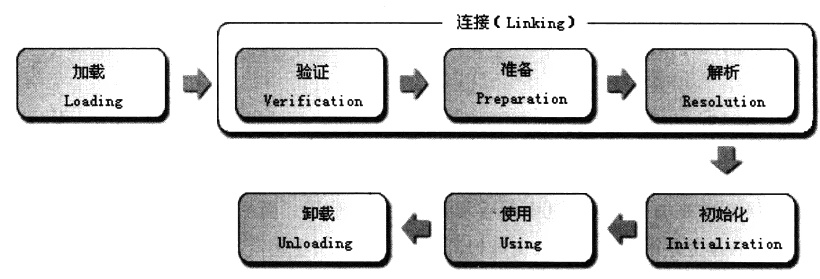 连接(Linking)
加载
Loading
验证
Verification
准备
Preparation
解析
Resolution
初始化
Initialization
使用
Using
卸载
Unloading